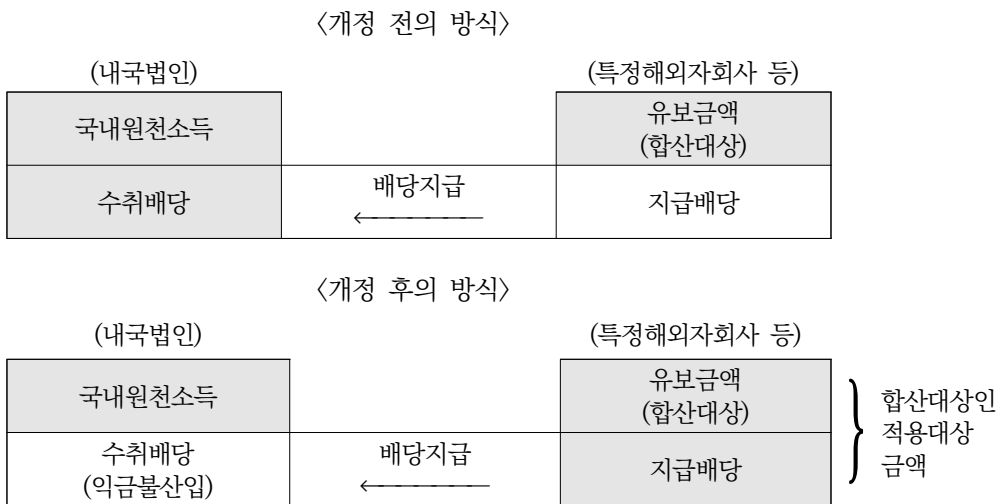 〈개정 전의 방식〉
(내국법인) (특정해외자회사 등)
국내원천소득
유보금액
(합산대상)
수취배당
배당지급
←
지급배당
〈개정 후의 방식〉
(내국법인) (특정해외자회사 등)
국내원천소득
유보금액
(합산대상)
합산대상인
적용대상
금액
수취배당
(익금불산입)
배당지급
←
지급배당